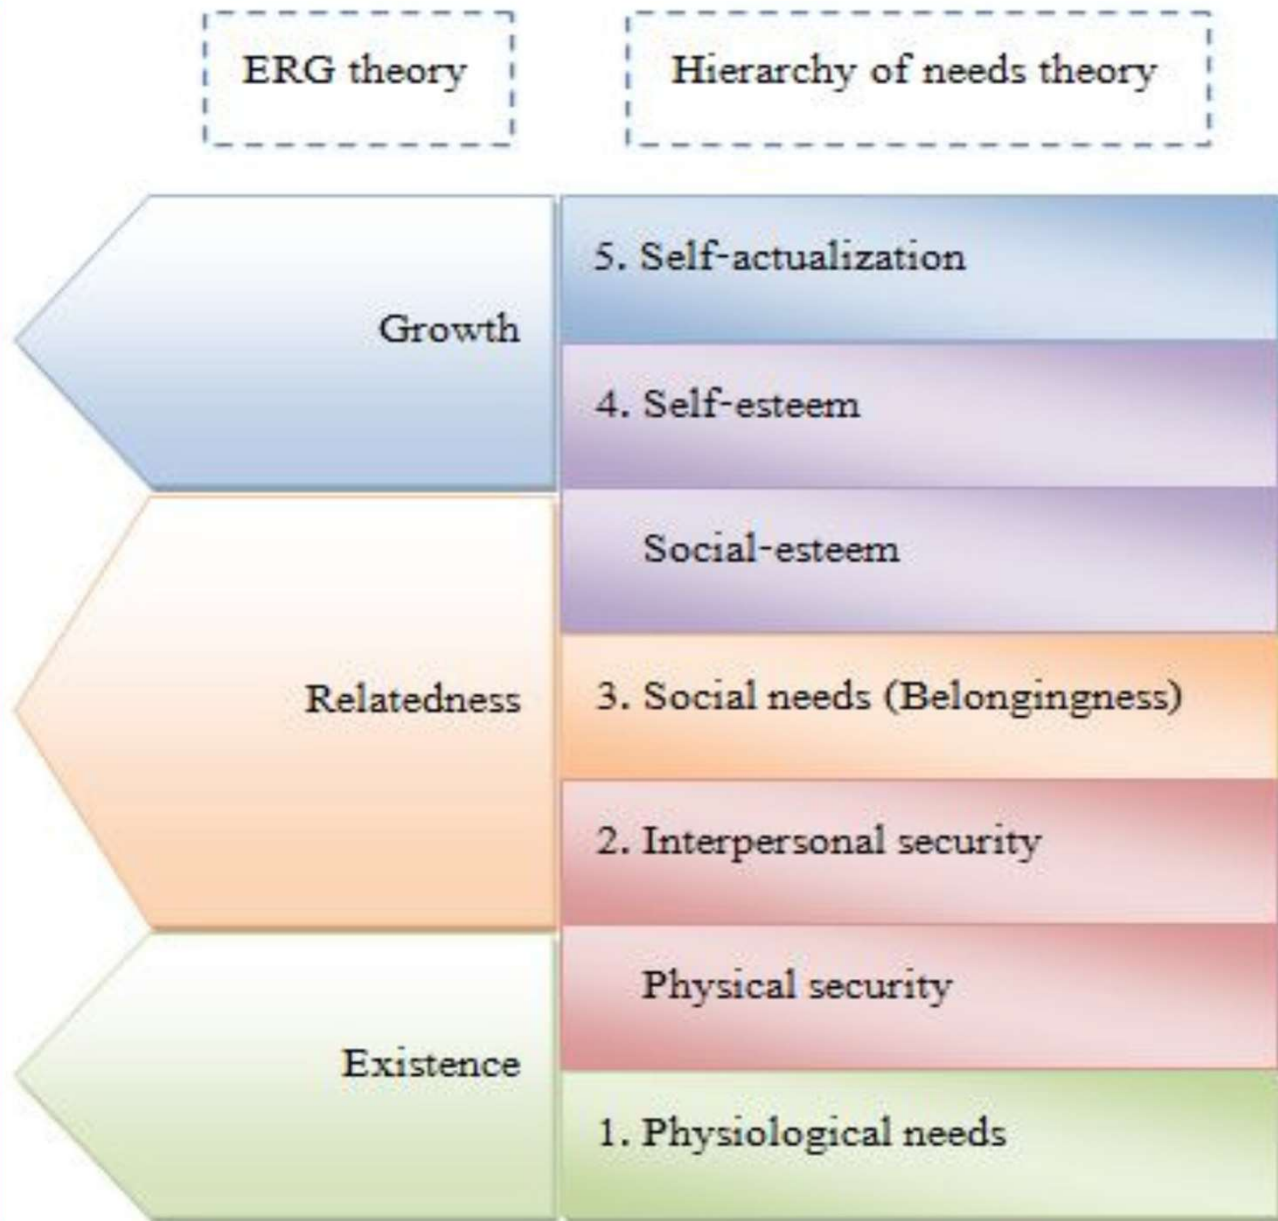 ERG theory
Hierarchy of needs theory
Growth
5. Self-actualization
4. Self-esteem
Relatedness
Social-esteem
3. Social needs (Belongingness)
2. Interpersonal security
Existence
Physical security
1. Physiological needs